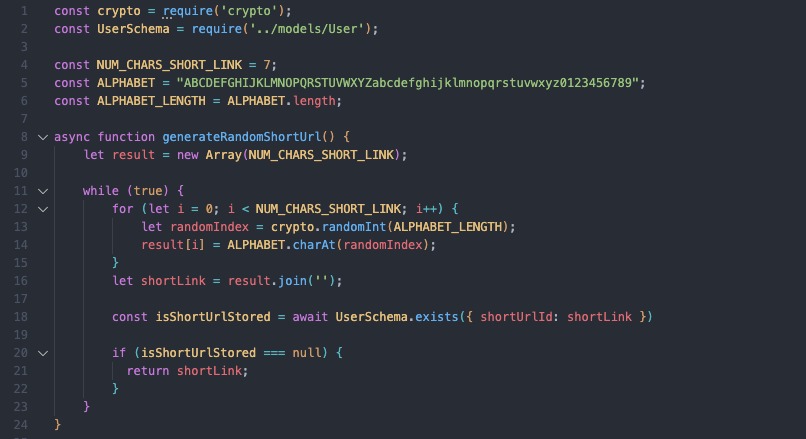 1 const crypto = require('crypto');
2 const UserSchema = require('../models/User');
3
4 const NUM_CHARS_SHORT_LINK = 7;
5 const ALPHABET = "ABCDEFGHIJKLMNOPQRSTUVWXYZabcdefghijklmnopqrstuvwxyz0123456789";
6 const ALPHABET_LENGTH = ALPHABET.length;
7
8 async function generateRandomShortUrl() {
9     let result = new Array(NUM_CHARS_SHORT_LINK);
10
11     while (true) {
12         for (let i = 0; i < NUM_CHARS_SHORT_LINK; i++) {
13             let randomIndex = crypto.randomInt(ALPHABET_LENGTH);
14             result[i] = ALPHABET.charAt(randomIndex);
15         }
16         let shortLink = result.join('');
17
18         const isShortUrlStored = await UserSchema.exists({ shortUrlId: shortLink })
19
20         if (isShortUrlStored === null) {
21           return shortLink;
22         }
23     }
24 }